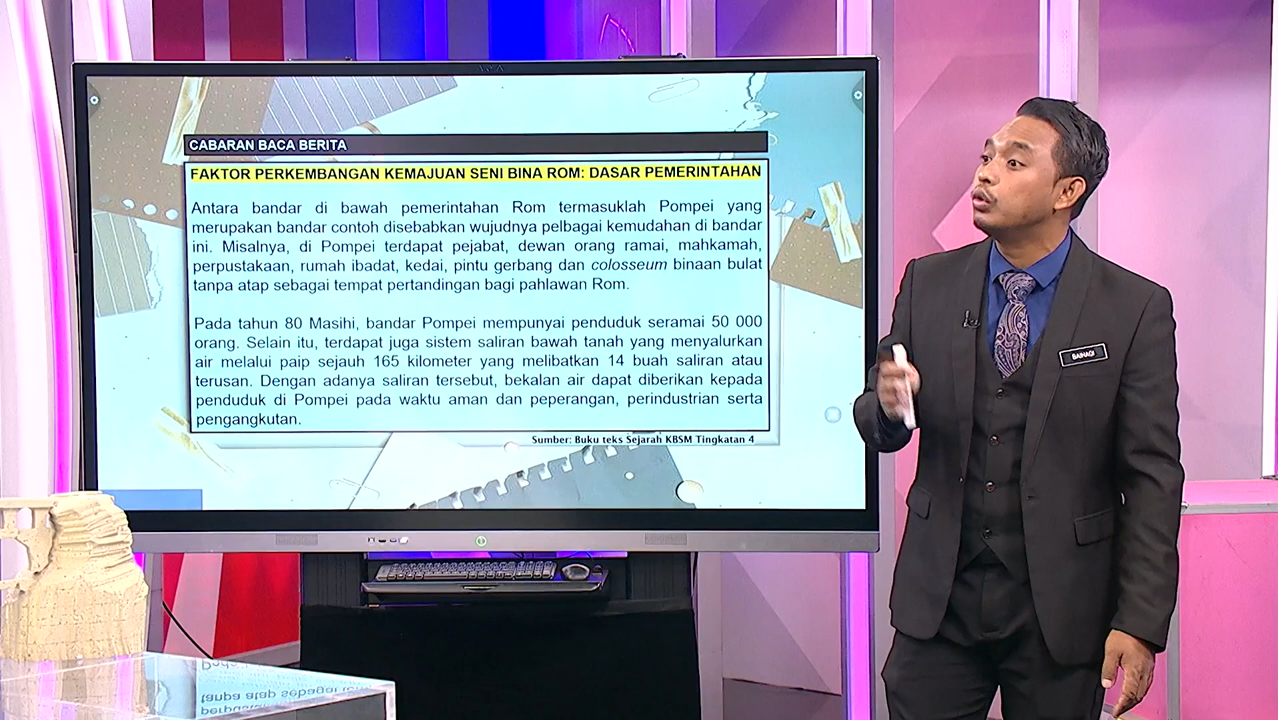 CABARAN BACA BERITA
FAKTOR PERKEMBANGAN KEMAJUAN SENI BINA ROM: DASAR PEMERINTAHAN
Antara bandar di bawah pemerintahan Rom termasuklah Pompei yang
merupakan bandar contoh disebabkan wujudnya pelbagai kemudahan di bandar
ini. Misalnya, di Pompei terdapat pejabat, dewan orang ramai, mahkamah,
perpustakaan, rumah ibadat, kedai, pintu gerbang dan colosseum binaan bulat
tanpa atap sebagai tempat pertandingan bagi pahlawan Rom.
Pada tahun 80 Masihi, bandar Pompei mempunyai penduduk seramai 50 000
orang. Selain itu, terdapat juga sistem saliran bawah tanah yang menyalurkan
air melalui paip sejauh 165 kilometer yang melibatkan 14 buah saliran atau
terusan. Dengan adanya saliran tersebut, bekalan air dapat diberikan kepada
penduduk di Pompei pada waktu aman dan peperangan, perindustrian serta
pengangkutan.
Sumber: Buku teks Sejarah KBSM Tingkatan 4
BAIHAQI